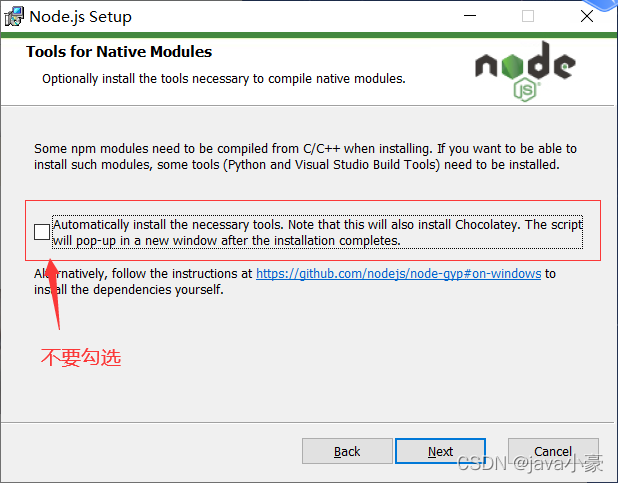 Node.js Setup
Tools for Native Modules
Optionally install the tools necessary to compile native modules.
node
JS
Some npm modules need to be compiled from C/C++ when installing. If you want to be able to
install such modules, some tools (Python and Visual Studio Build Tools) need to be installed.
Automatically install the necessary tools. Note that this will also install Chocolatey. The script
will pop-up in a new window after the installation completes.
Alternatively, follow the instructions at https://github.com/nodejs/node-gyp#on-windows to
install the dependencies yourself.
不要勾选
Back Next Cancel
CSDN @java小豪